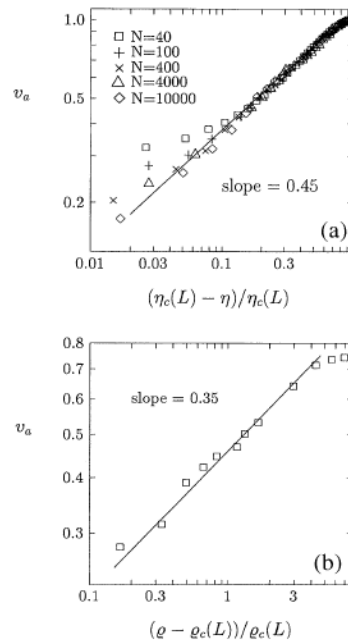 1.0
0.5
0.2
v_a
□ N=40
+ N=100
× N=400
△ N=4000
◇ N=10000
slope = 0.45
(a)
0.01 0.03 0.1 0.3
(η_c(L) − η)/η_c(L)
0.8
0.7
0.5
0.4
0.3
v_a
slope = 0.35
(b)
0.1 0.3 1 3
(ϱ − ϱ_c(L))/ϱ_c(L)